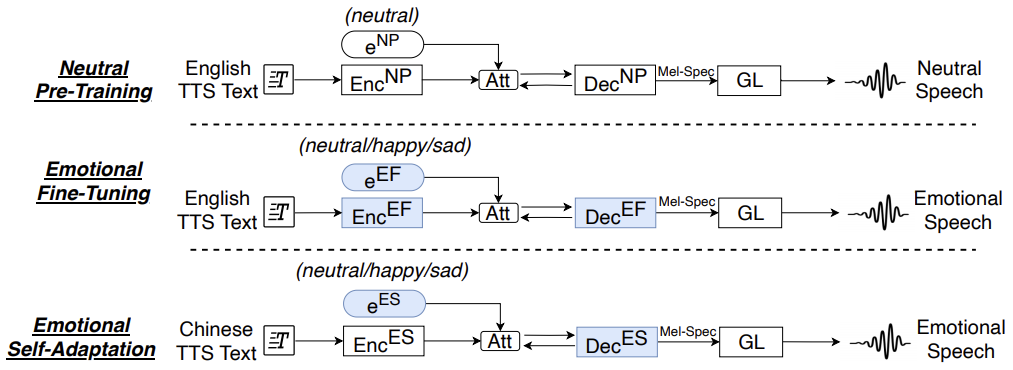 (neutral)
e^NP
Neutral
Pre-Training
English
TTS Text
T
Enc^NP
Att
Dec^NP
Mel-Spec
GL
Neutral
Speech
(neutral/happy/sad)
e^EF
Emotional
Fine-Tuning
English
TTS Text
T
Enc^EF
Att
Dec^EF
Mel-Spec
GL
Emotional
Speech
(neutral/happy/sad)
e^ES
Emotional
Self-Adaptation
Chinese
TTS Text
T
Enc^ES
Att
Dec^ES
Mel-Spec
GL
Emotional
Speech